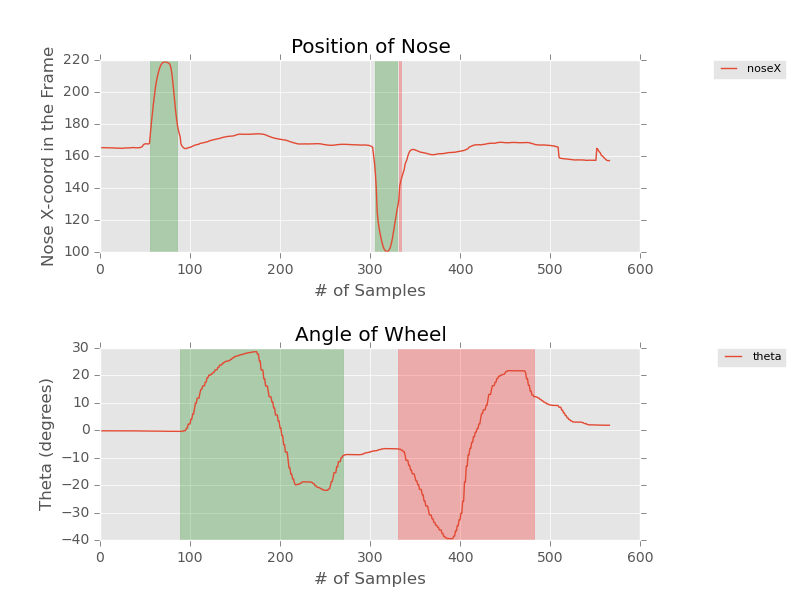 Position of Nose
noseX
Nose X-coord in the Frame
220
200
180
160
140
120
100
0 100 200 300 400 500 600
# of Samples
Angle of Wheel
theta
Theta (degrees)
30
20
10
0
−10
−20
−30
−40
0 100 200 300 400 500 600
# of Samples